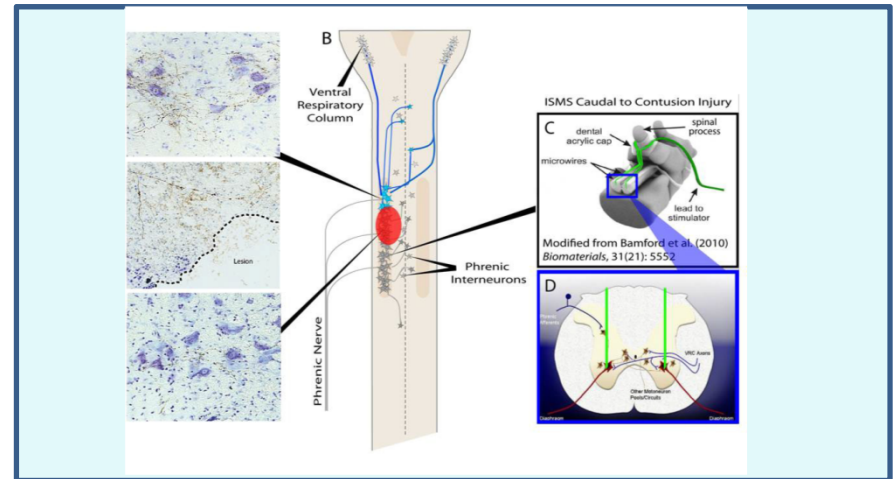 B
Ventral
Respiratory
Column
Lesion
Phrenic Nerve
Phrenic
Interneurons
ISMS Caudal to Contusion Injury
C
spinal
process
dental
acrylic cap
microwires
lead to
stimulator
Modified from Bamford et al. (2010)
Biomaterials, 31(21): 5552
D
Phrenic
Afferents
VRC Axons
Other Motoneuron
Pools/Circuits
Diaphragm
Diaphragm